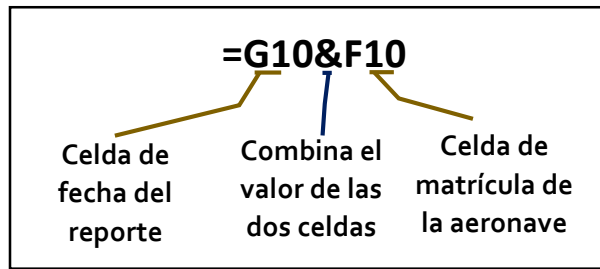 =G10&F10
Celda de
fecha del
reporte
Combina el
valor de las
dos celdas
Celda de
matrícula de
la aeronave